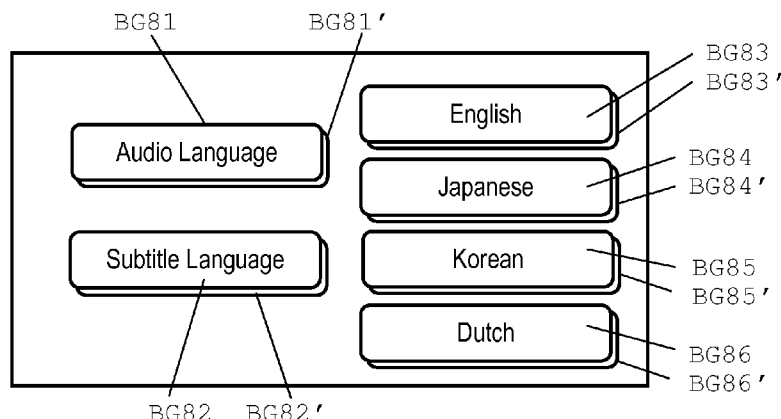 BG81 BG81'
BG83
BG83'
English
Audio Language
BG84
BG84'
Japanese
Subtitle Language
Korean
BG85
BG85'
Dutch
BG86
BG86'
BG82 BG82'